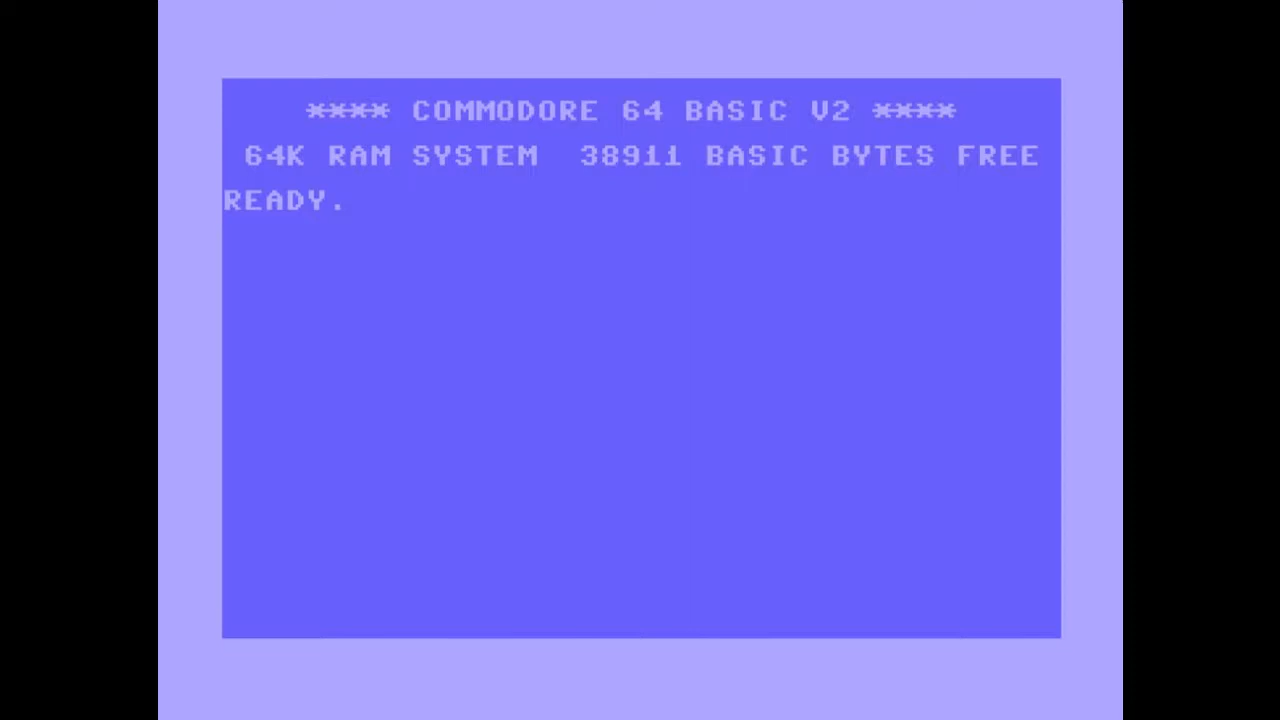 **** COMMODORE 64 BASIC V2 ****
64K RAM SYSTEM  38911 BASIC BYTES FREE
READY.